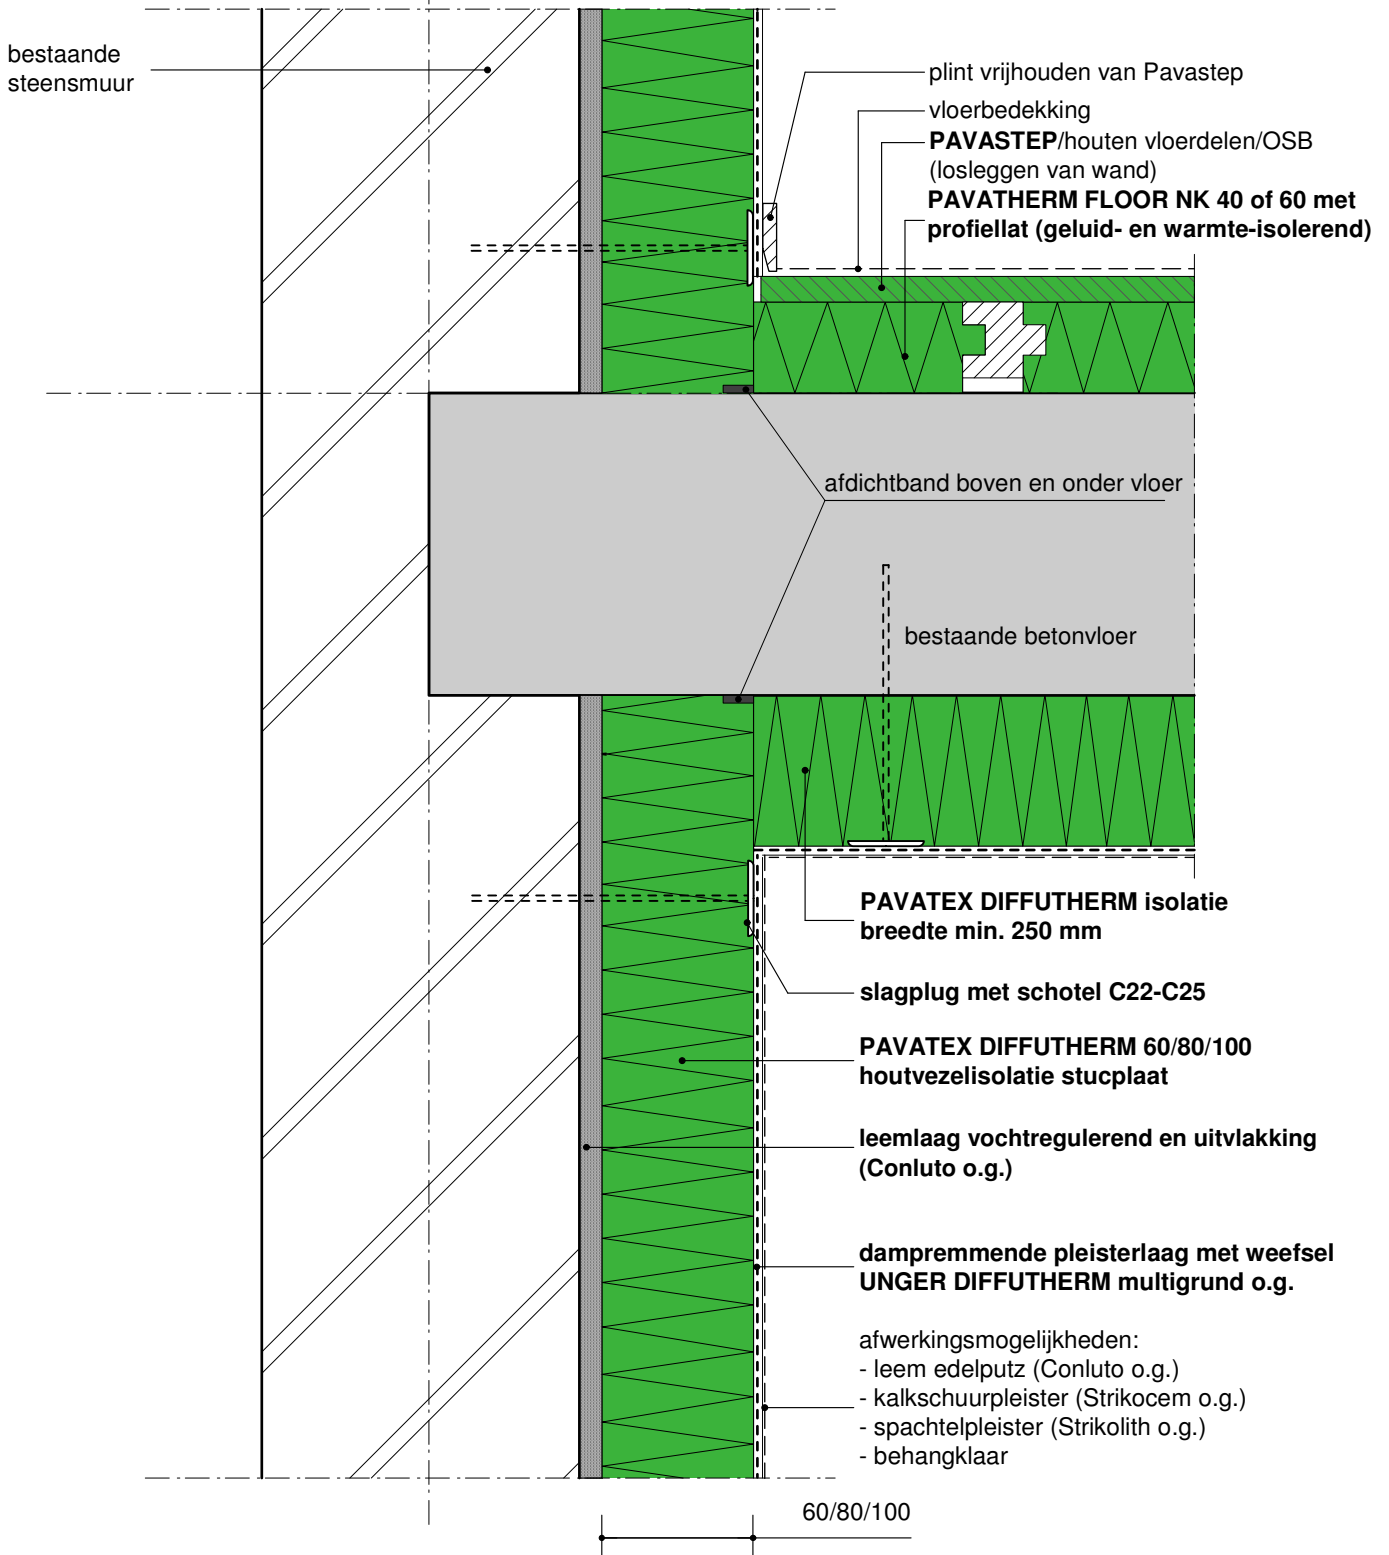 bestaande
steensmuur
plint vrijhouden van Pavastep
vloerbedekking
PAVASTEP/houten vloerdelen/OSB
(losleggen van wand)
PAVATHERM FLOOR NK 40 of 60 met
profiellat (geluid- en warmte-isolerend)
afdichtband boven en onder vloer
bestaande betonvloer
PAVATEX DIFFUTHERM isolatie
breedte min. 250 mm
slagplug met schotel C22-C25
PAVATEX DIFFUTHERM 60/80/100
houtvezelisolatie stucplaat
leemlaag vochtregulerend en uitvlakking
(Conluto o.g.)
dampremmende pleisterlaag met weefsel
UNGER DIFFUTHERM multigrund o.g.
afwerkingsmogelijkheden:
- leem edelputz (Conluto o.g.)
- kalkschuurpleister (Strikocem o.g.)
- spachtelpleister (Strikolith o.g.)
- behangklaar
60/80/100